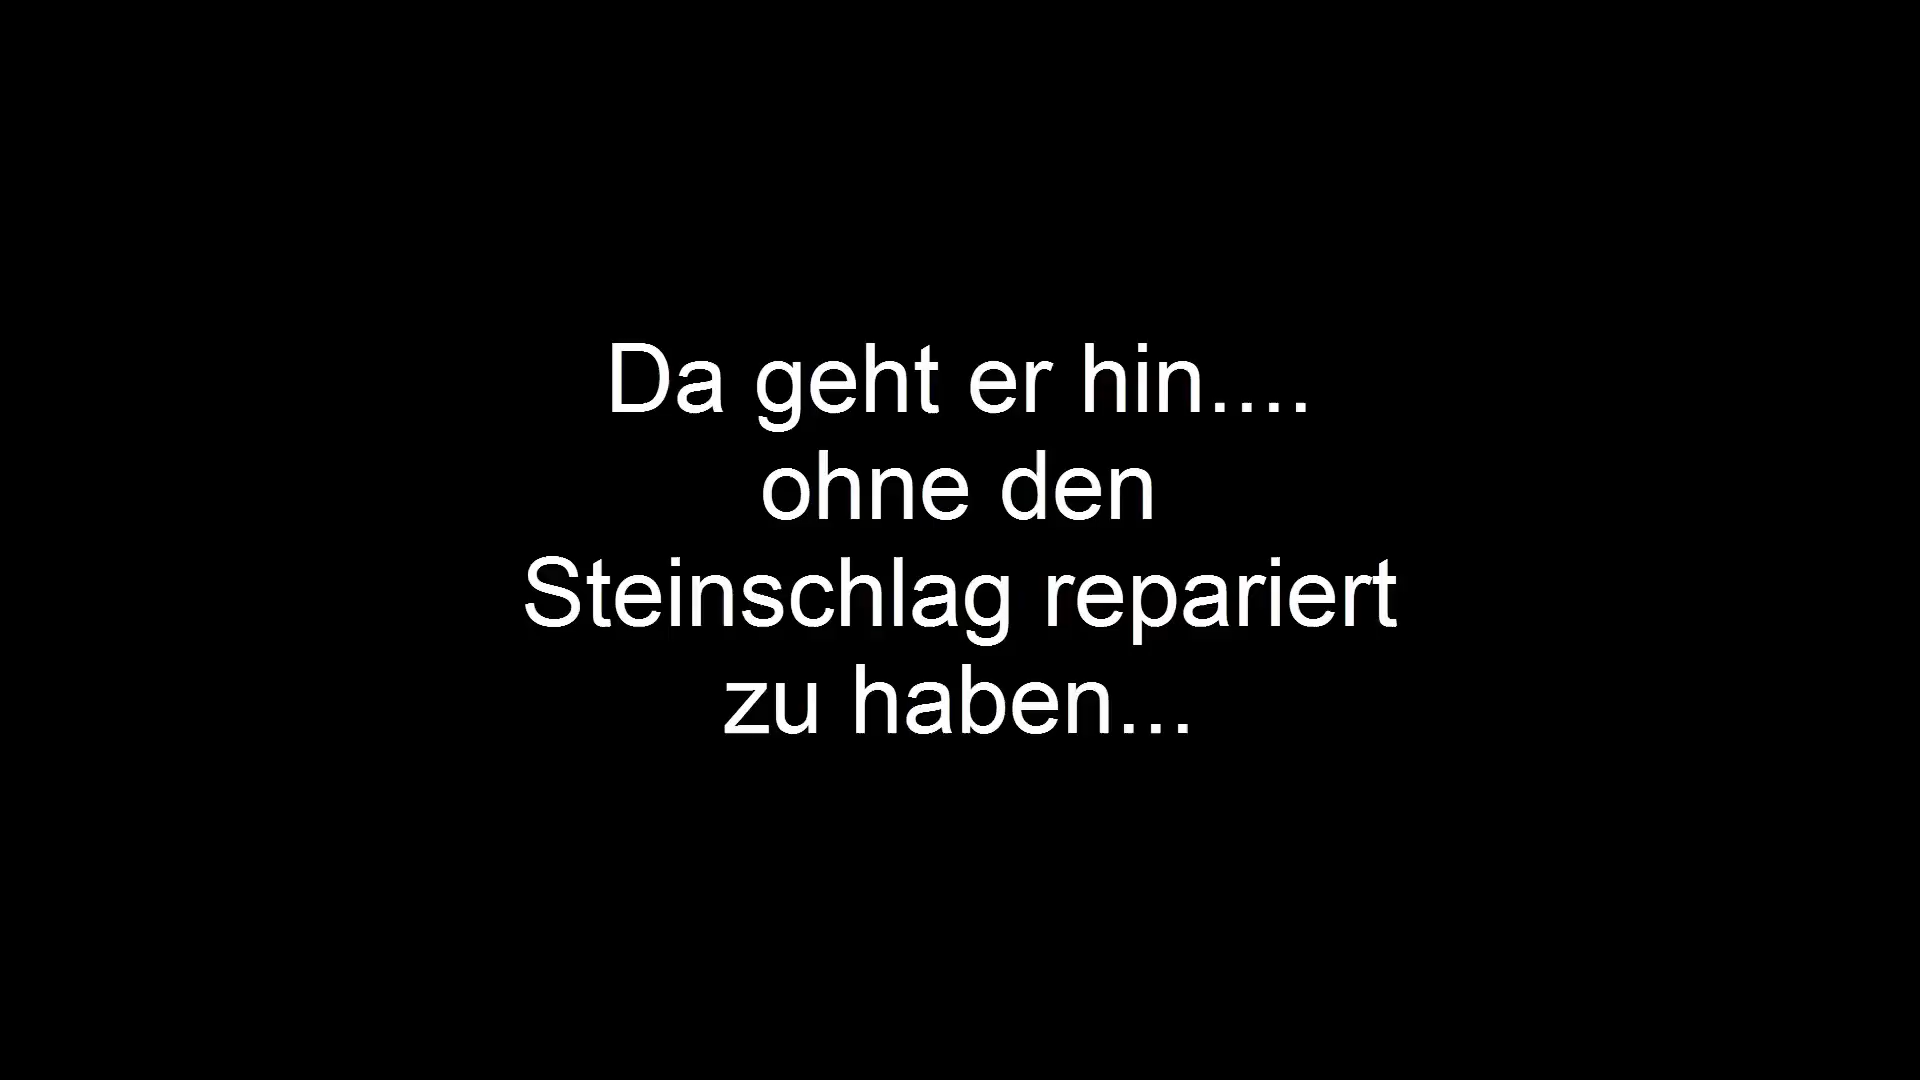 Da geht er hin....
ohne den
Steinschlag repariert
zu haben...